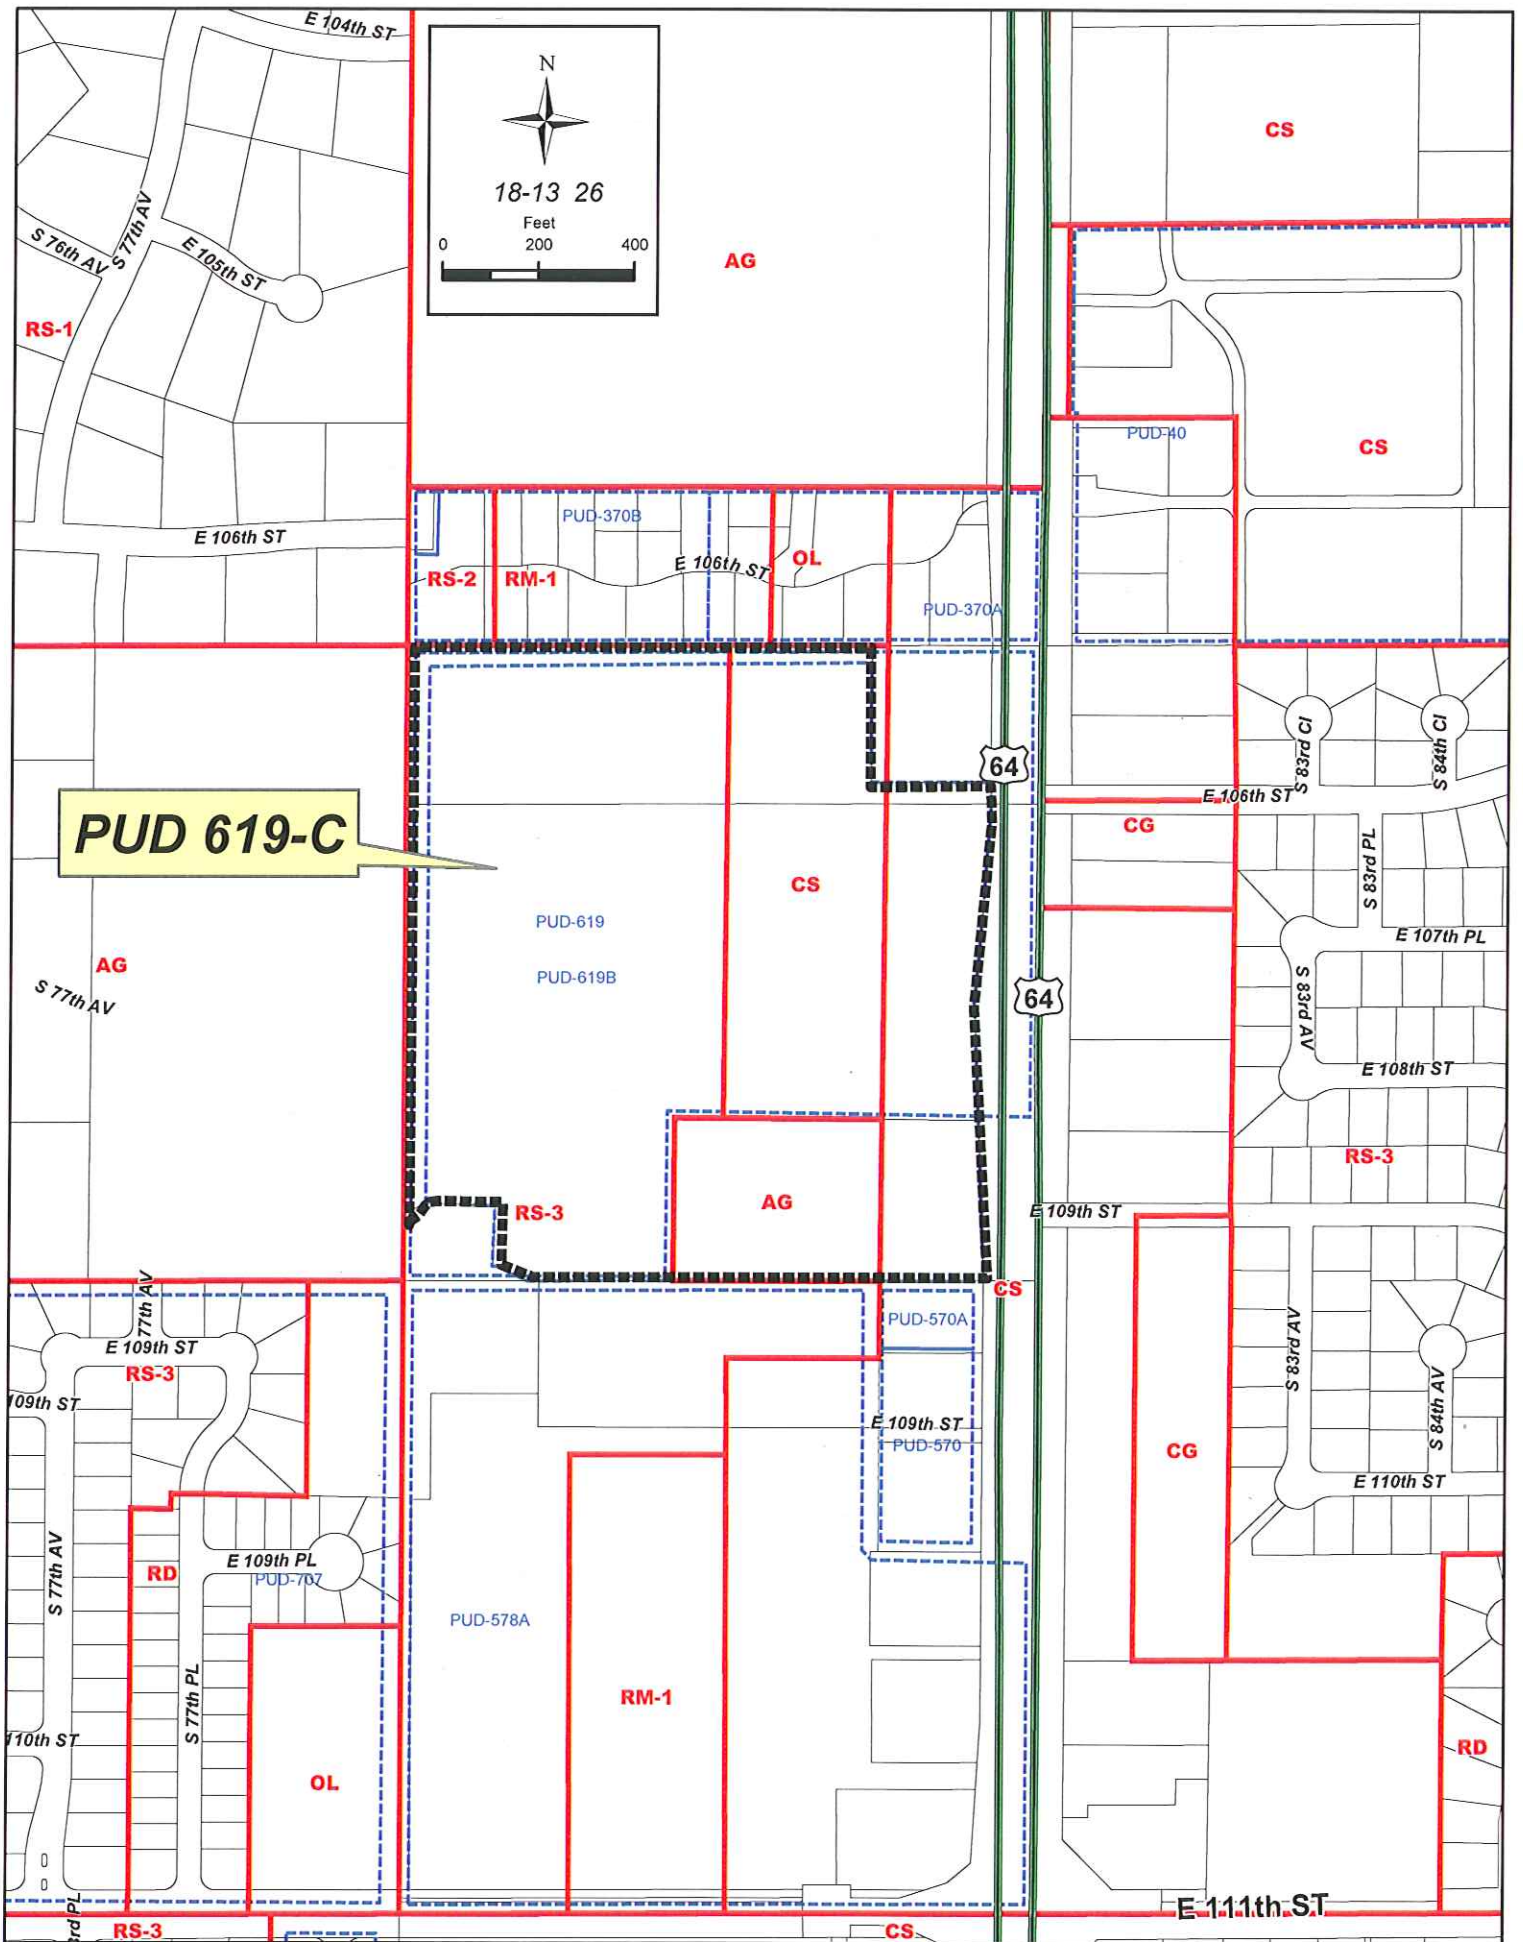 E 104th ST
N
18-13 26
Feet
0 200 400
CS
S 77th AV
S 76th AV
E 105th ST
AG
RS-1
PUD-40
CS
PUD-370B
E 106th ST
E 106th ST
OL
RS-2
RM-1
PUD-370A
S 83rd CI
S 84th CI
64
E 106th ST
PUD 619-C
CG
S 83rd PL
CS
PUD-619
E 107th PL
AG
PUD-619B
S 77th AV
64
S 83rd AV
E 108th ST
RS-3
AG
RS-3
E 109th ST
CS
77th AV
PUD-570A
E 109th ST
S 83rd AV
RS-3
109th ST
S 84th AV
E 109th ST
PUD-570
CG
E 110th ST
S 77th AV
E 109th PL
RD
PUD-707
PUD-578A
S 77th PL
RM-1
110th ST
RD
OL
E 111th ST
rd PL
RS-3
CS